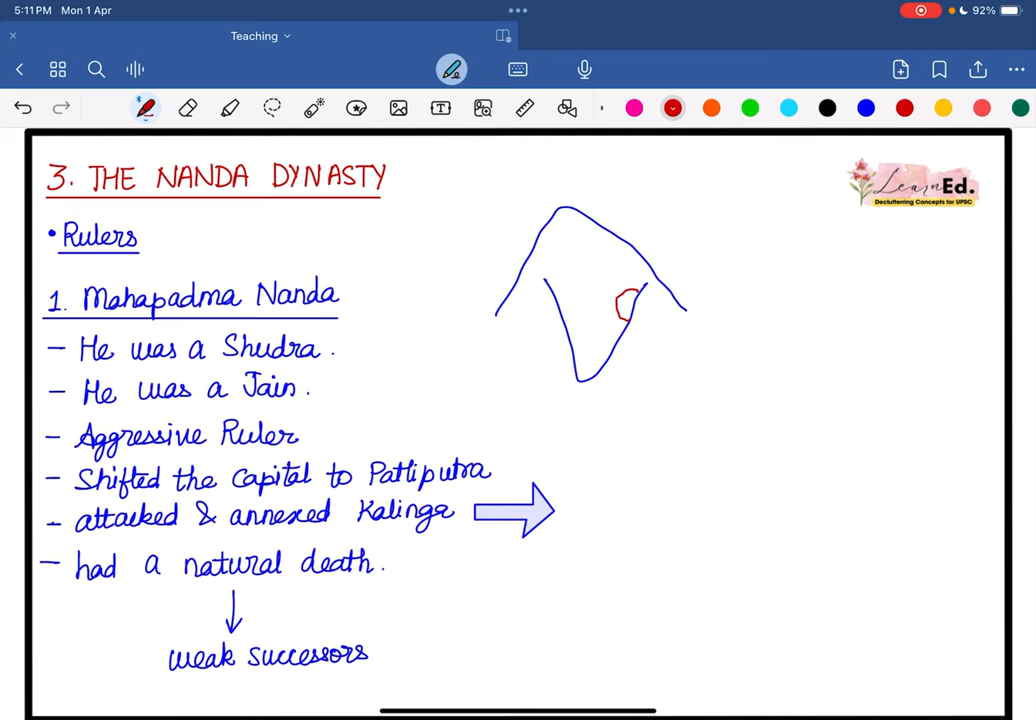 5:11 PM Mon 1 Apr
92%
Teaching
3. THE NANDA DYNASTY
LearnEd.
Decluttering Concepts for UPSC
• Rulers
1. Mahapadma Nanda
- He was a Shudra.
- He was a Jain.
- Aggressive Ruler
- Shifted the Capital to Patliputra
- attacked & annexed Kalinga
- had a natural death.
weak successors